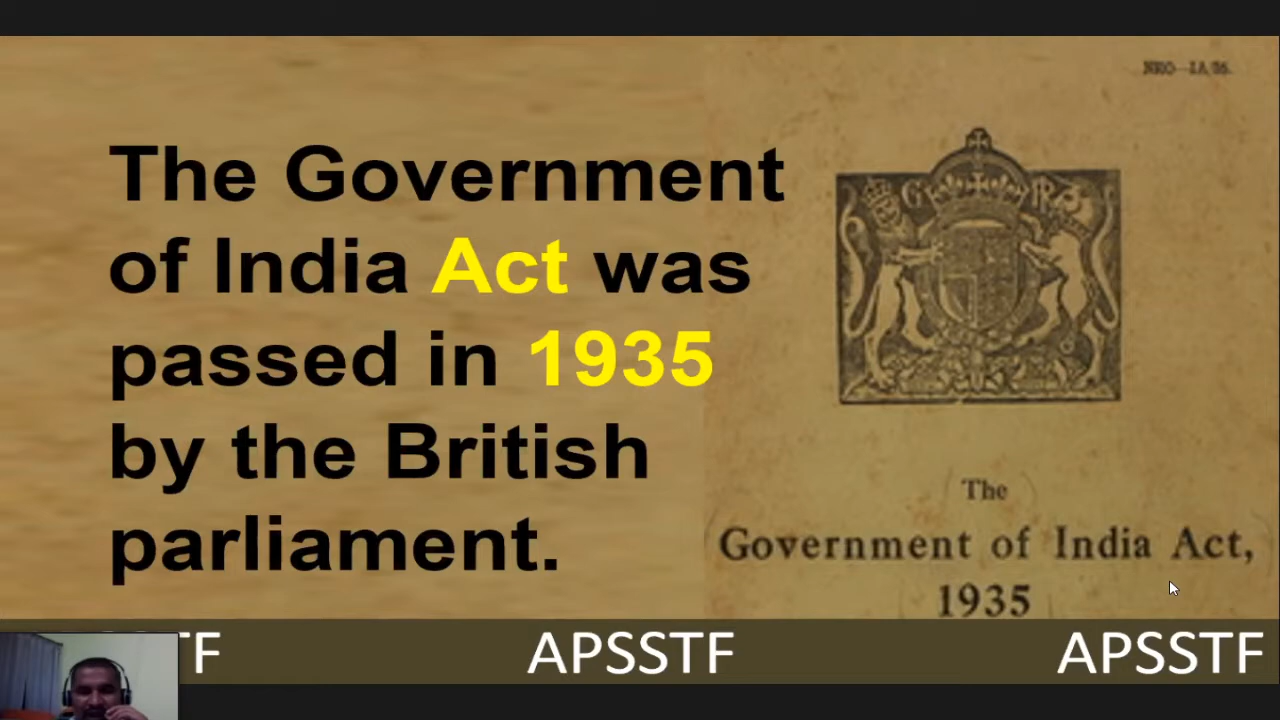 The Government
of India Act was
passed in 1935
by the British
parliament.
G R
The
Government of India Act,
1935
TF
APSSTF
APSSTF